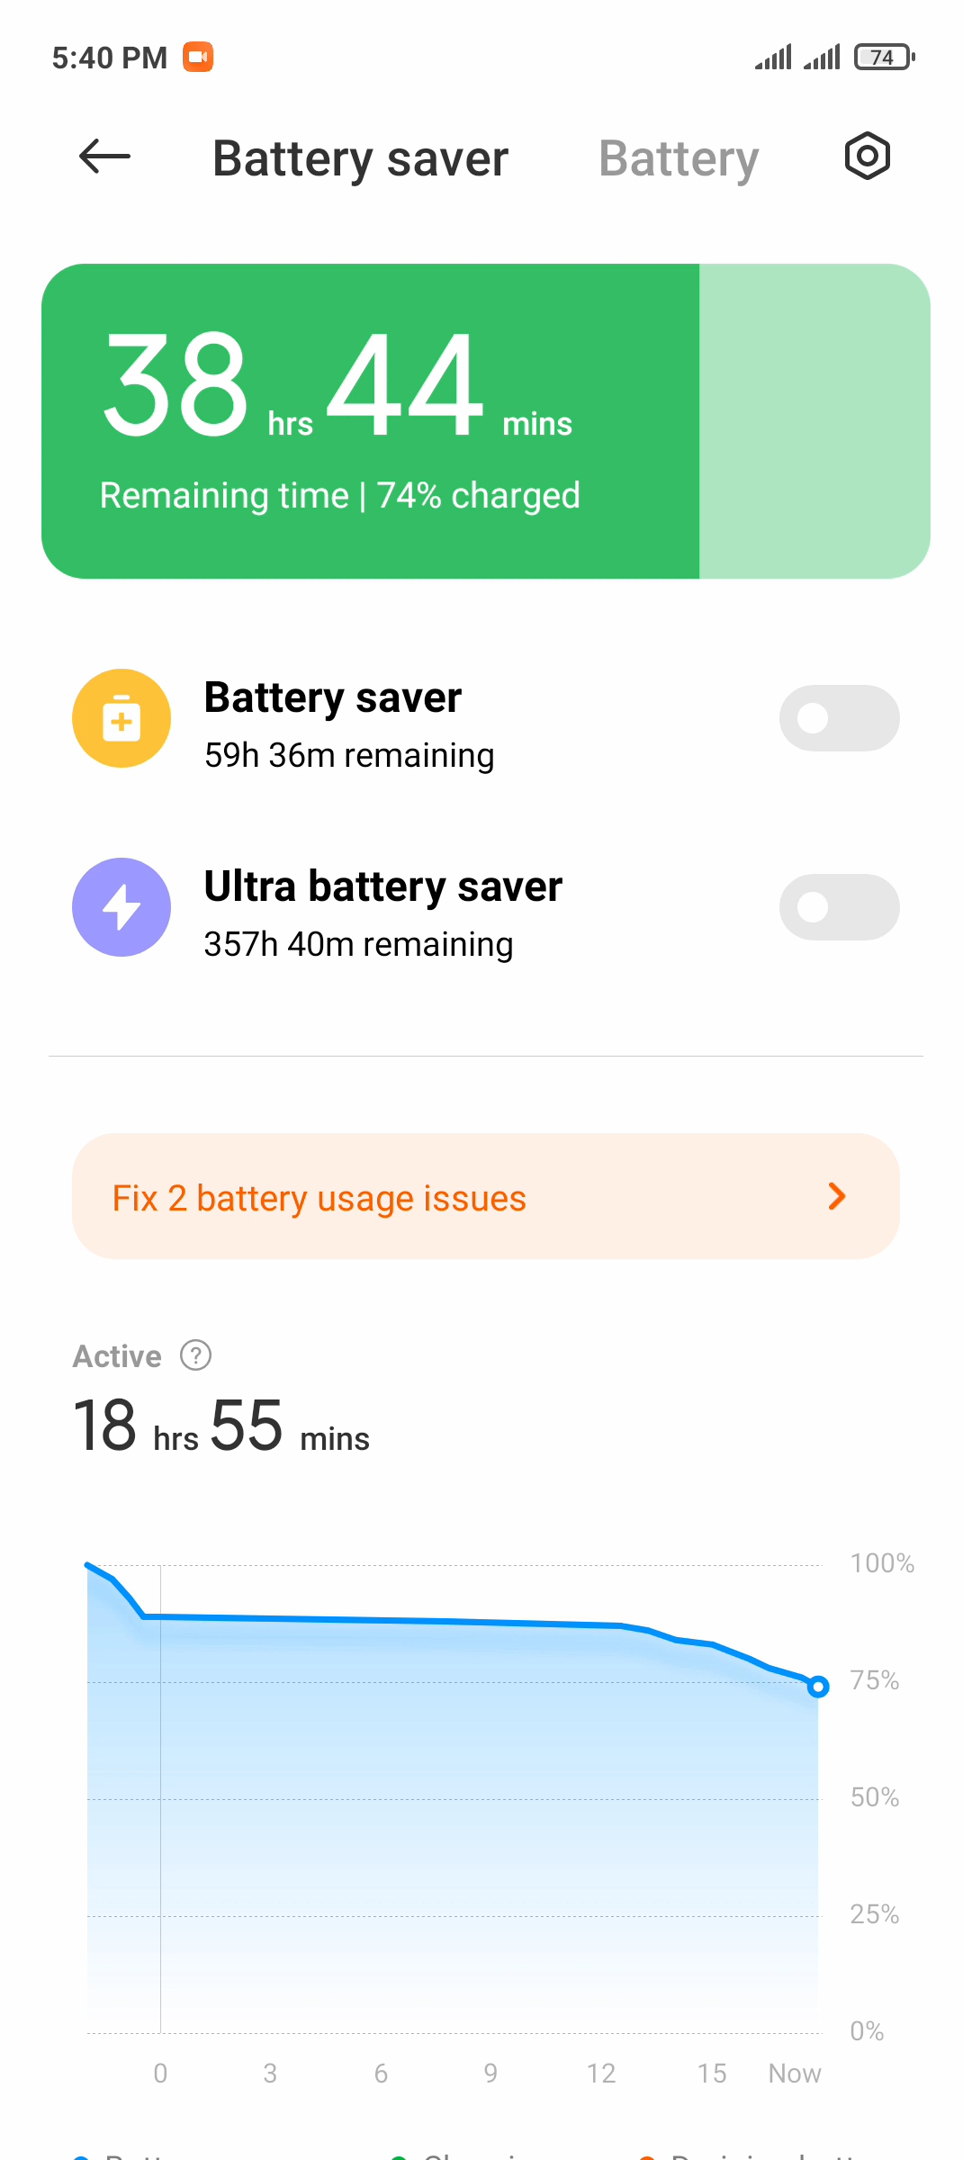 5:40 PM 74
Battery saver Battery
38 hrs 44 mins
Remaining time | 74% charged
Battery saver
59h 36m remaining
Ultra battery saver
357h 40m remaining
Fix 2 battery usage issues
Active ?
18 hrs 55 mins
100%
75%
50%
25%
0%
0 3 6 9 12 15 Now